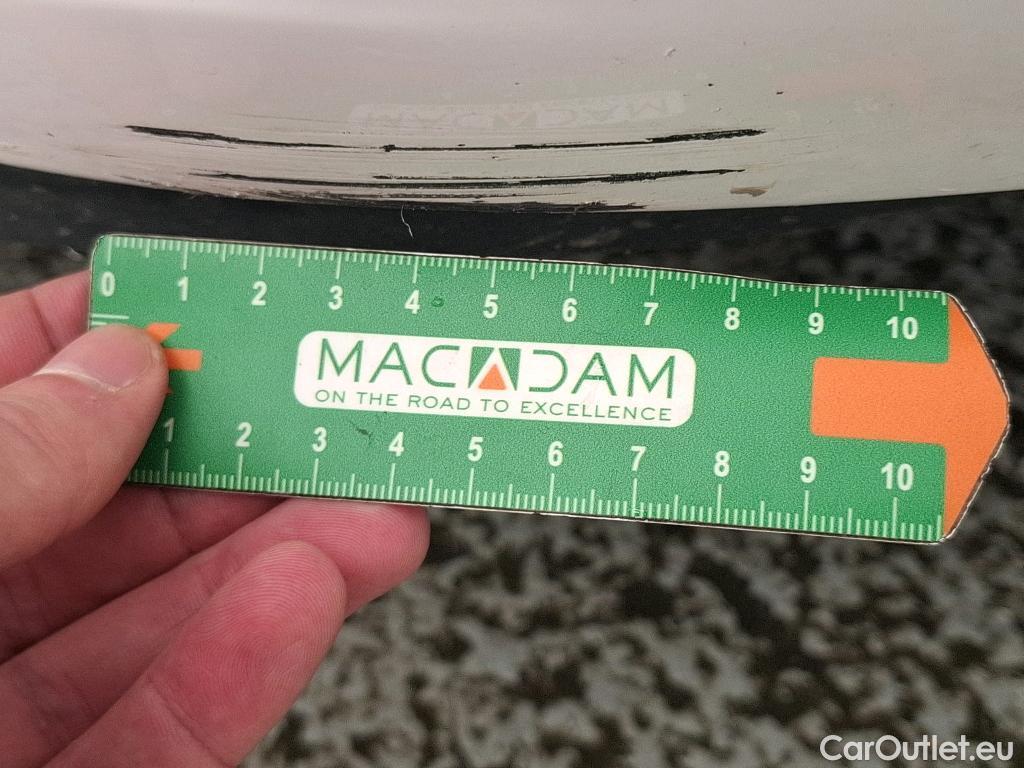 0 1 2 3 4 5 6 7 8 9 10
MACADAM
ON THE ROAD TO EXCELLENCE
1 2 3 4 5 6 7 8 9 10
CarOutlet.eu